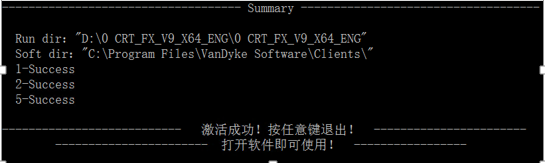 ------------------------------- Summary -------------------------------
Run dir: "D:\0 CRT_FX_V9_X64_ENG\0 CRT_FX_V9_X64_ENG"
Soft dir: "C:\Program Files\VanDyke Software\Clients\"
1-Success
2-Success
5-Success
--------------------------- 激活成功！按任意键退出！ -----------------------
----------------------- 打开软件即可使用！ -----------------